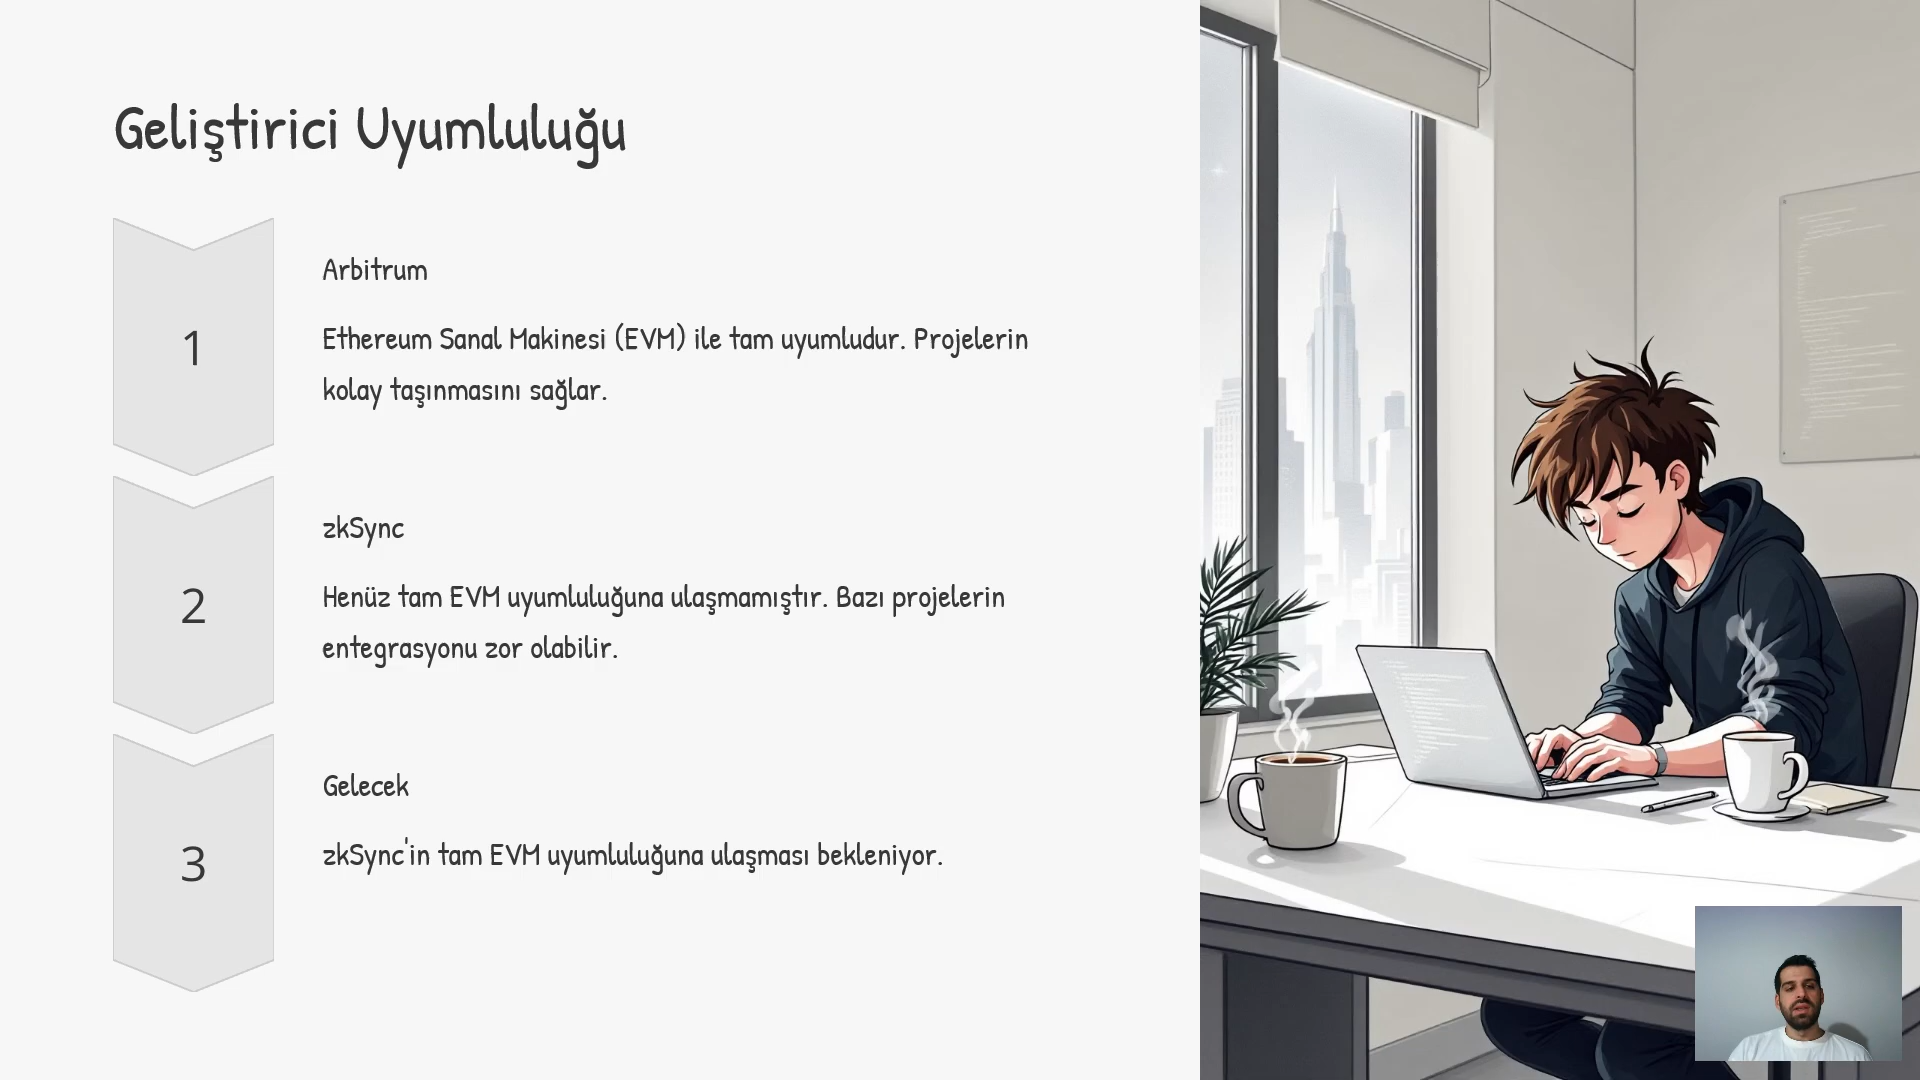 Geliştirici Uyumluluğu
1
Arbitrum
Ethereum Sanal Makinesi (EVM) ile tam uyumludur. Projelerin
kolay taşınmasını sağlar.
2
zkSync
Henüz tam EVM uyumluluğuna ulaşmamıştır. Bazı projelerin
entegrasyonu zor olabilir.
3
Gelecek
zkSync'in tam EVM uyumluluğuna ulaşması bekleniyor.